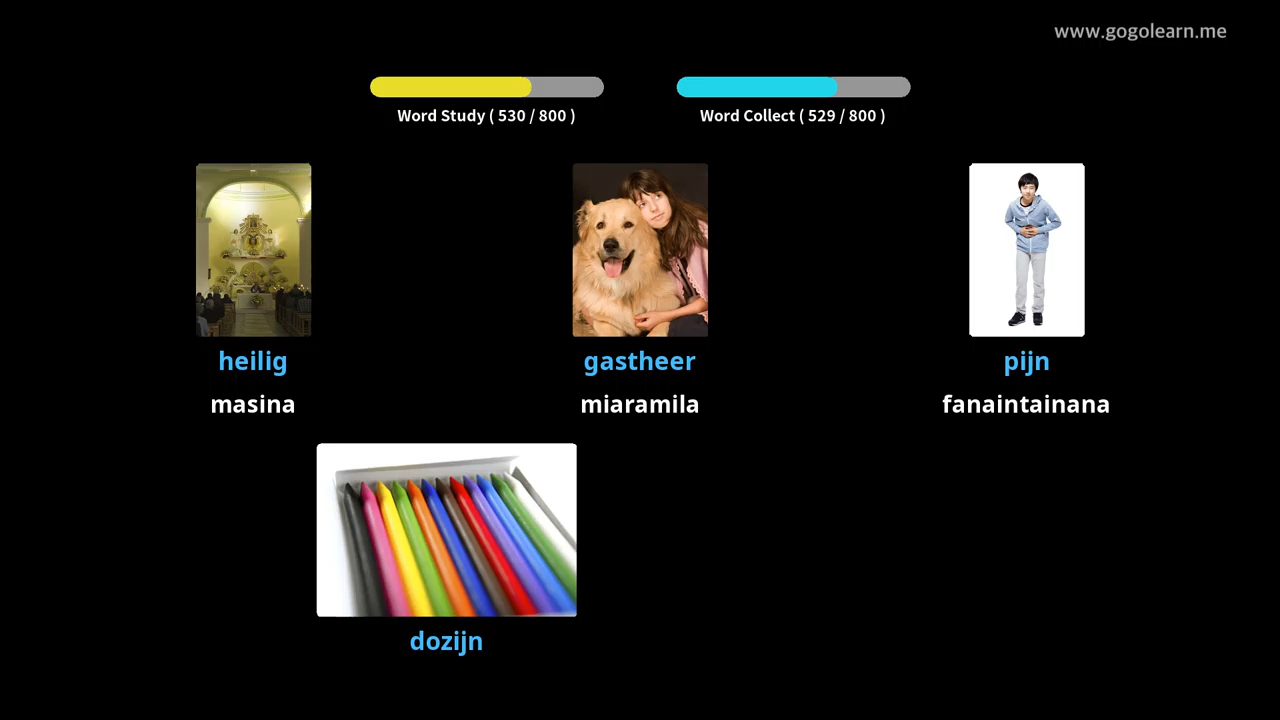 www.gogolearn.me
Word Study ( 530 / 800 )
Word Collect ( 529 / 800 )
heilig
gastheer
pijn
masina
miaramila
fanaintainana
dozijn